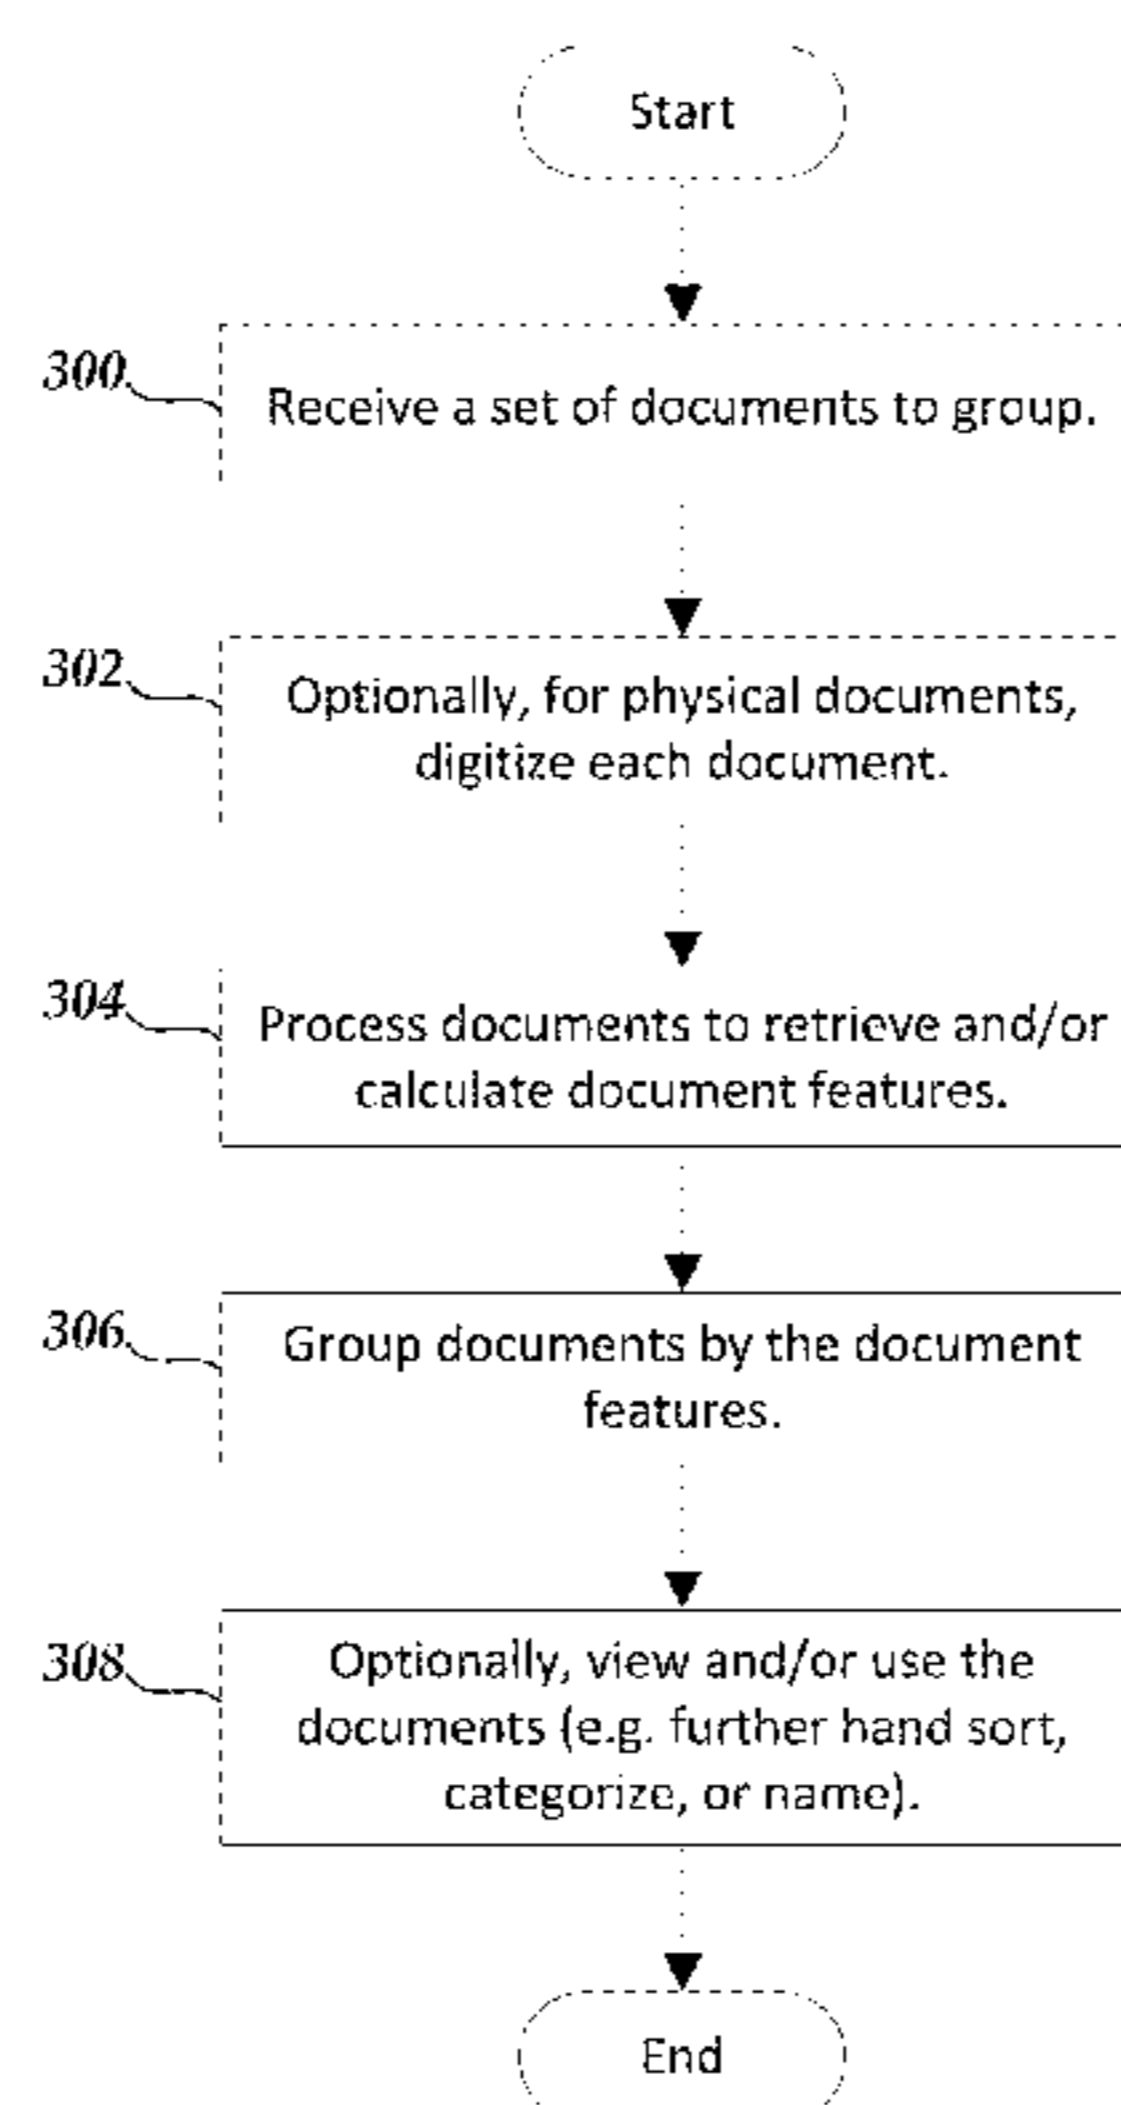 Start
300
Receive a set of documents to group.
302
Optionally, for physical documents,
digitize each document.
304
Process documents to retrieve and/or
calculate document features.
306
Group documents by the document
features.
308
Optionally, view and/or use the
documents (e.g. further hand sort,
categorize, or name).
End